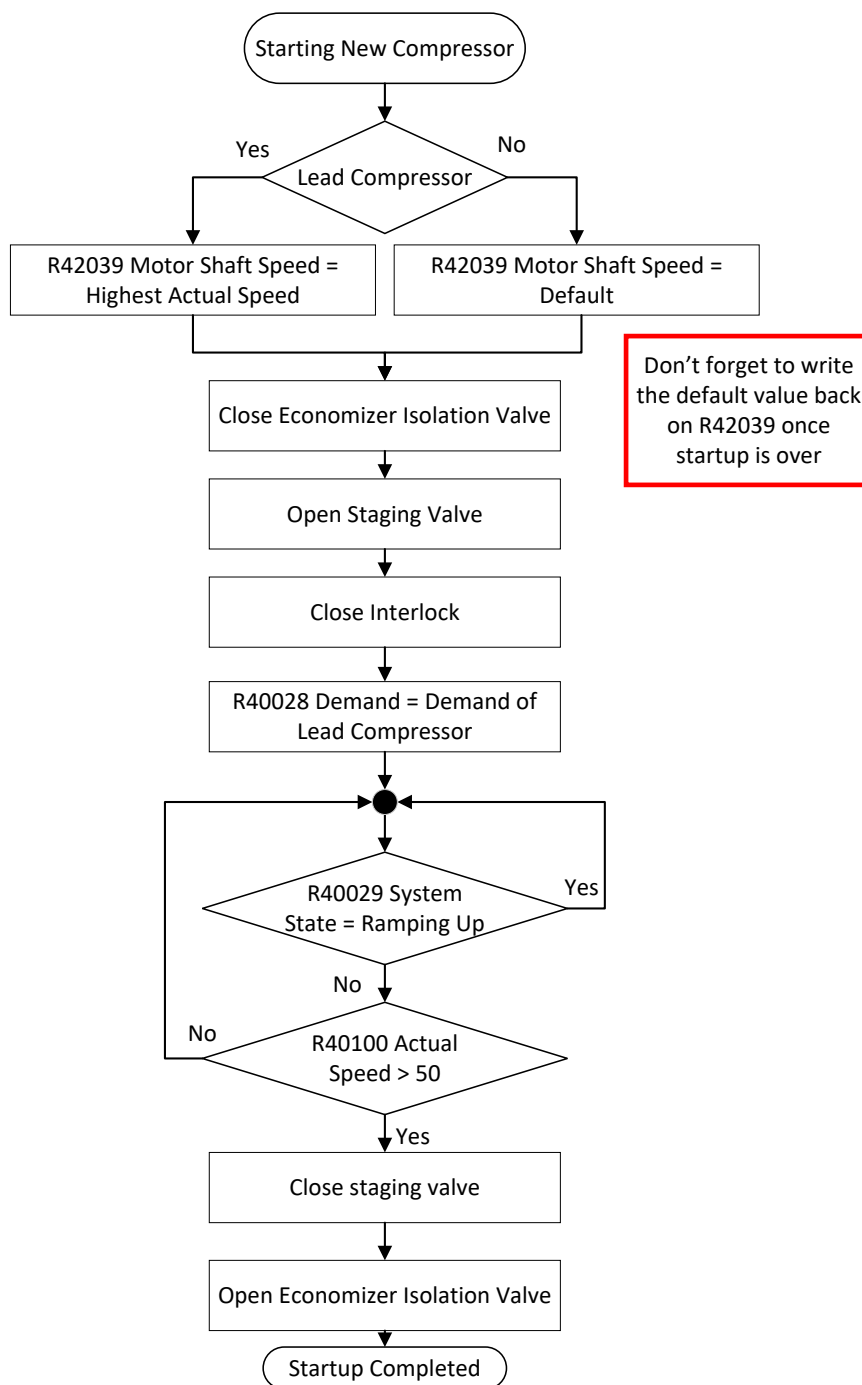 Starting New Compressor
Yes
No
Lead Compressor
R42039 Motor Shaft Speed =
Highest Actual Speed
R42039 Motor Shaft Speed =
Default
Don’t forget to write
the default value back
on R42039 once
startup is over
Close Economizer Isolation Valve
Open Staging Valve
Close Interlock
R40028 Demand = Demand of
Lead Compressor
R40029 System
State = Ramping Up
Yes
No
No
R40100 Actual
Speed > 50
Yes
Close staging valve
Open Economizer Isolation Valve
Startup Completed